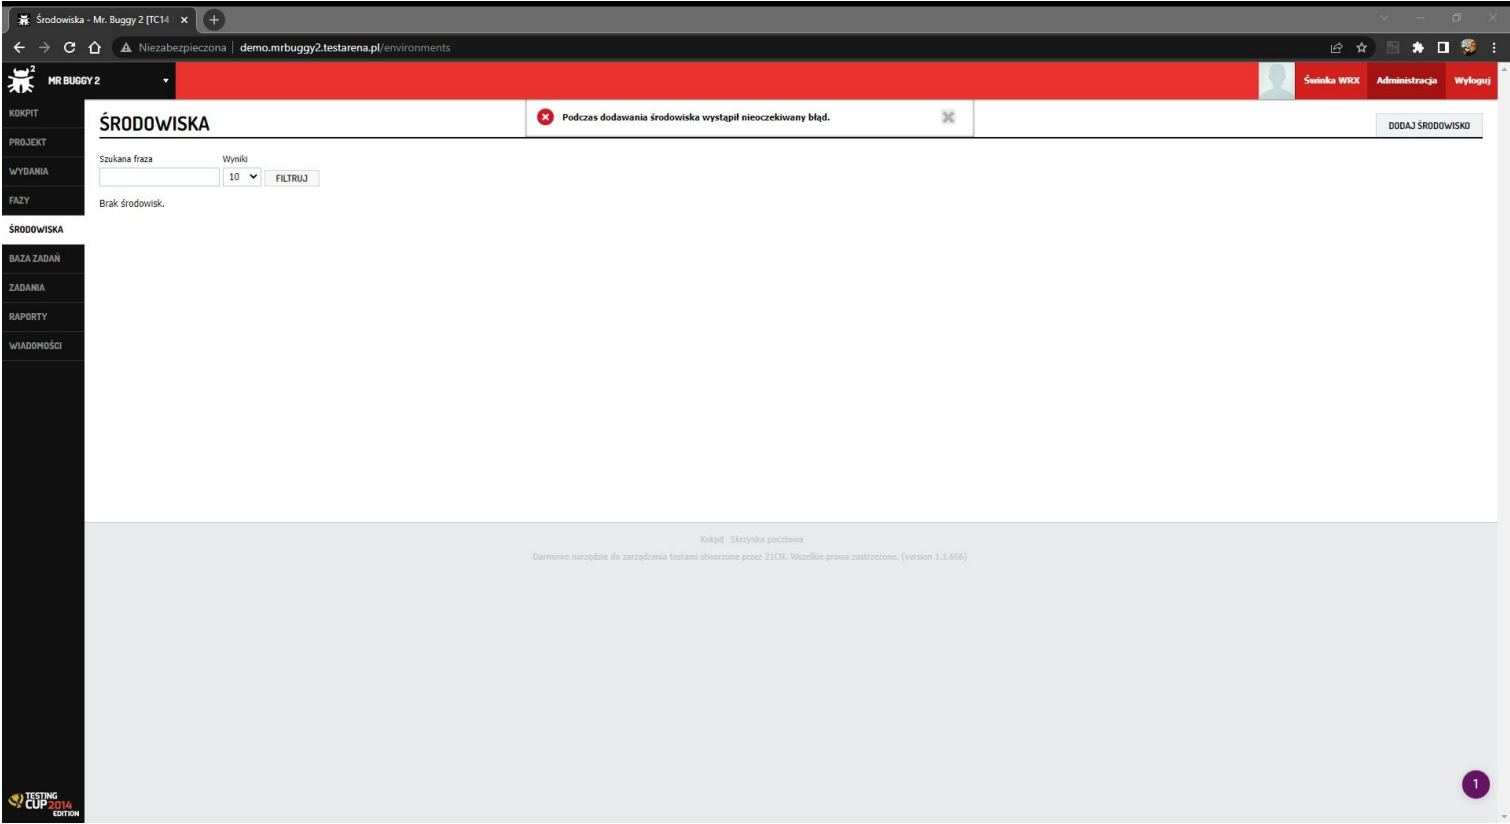 Środowiska - Mr. Buggy 2 [TC14
Niezabezpieczona | demo.mrbuggy2.testarena.pl/environments
2
MR BUGGY 2
Świnka WRX Administracja Wyloguj
KOKPIT
PROJEKT
WYDANIA
FAZY
ŚRODOWISKA
BAZA ZADAŃ
ZADANIA
RAPORTY
WIADOMOŚCI
ŚRODOWISKA
Podczas dodawania środowiska wystąpił nieoczekiwany błąd.
DODAJ ŚRODOWISKO
Szukana fraza Wyniki
10 FILTRUJ
Brak środowisk.
Kokpit Skrzynka pocztowa
Darmowe narzędzie do zarządzania testami stworzone przez 21CN. Wszelkie prawa zastrzeżone. (version 1.1.656)
TESTING
CUP 2014
EDITION
1